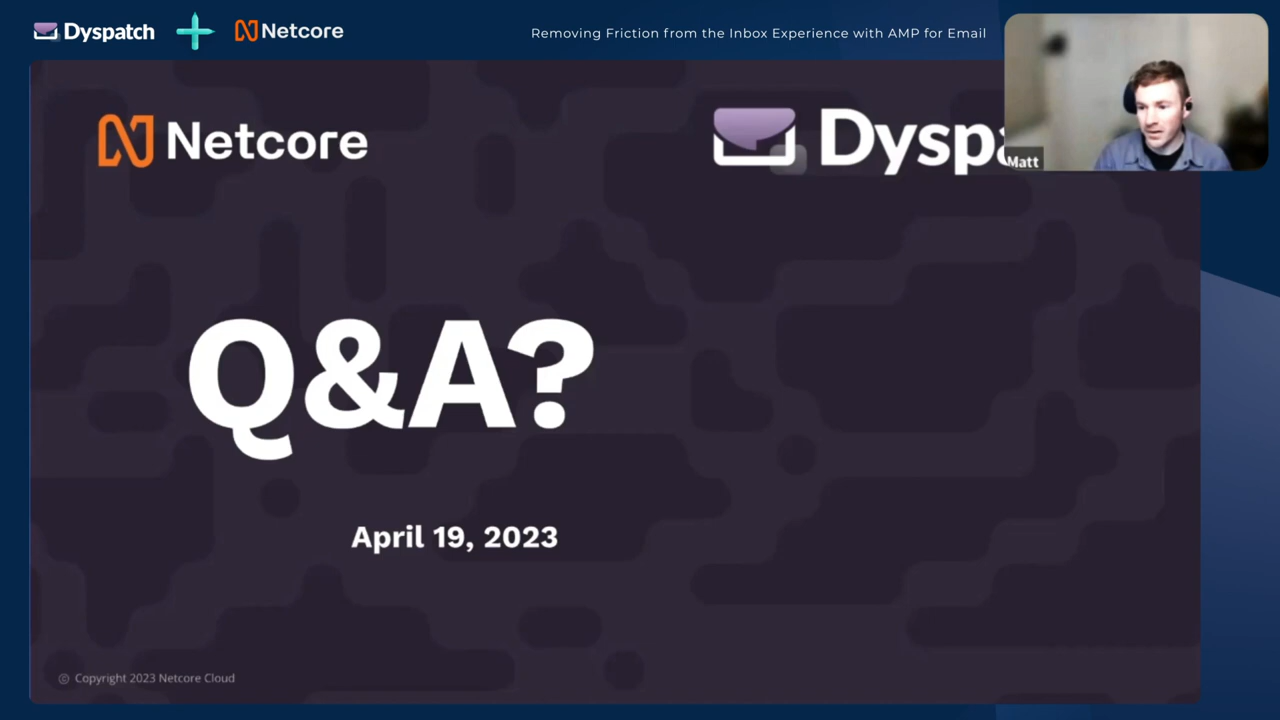 Dyspatch + Netcore
Removing Friction from the Inbox Experience with AMP for Email
Netcore
Dyspa
Matt
Q&A?
April 19, 2023
© Copyright 2023 Netcore Cloud